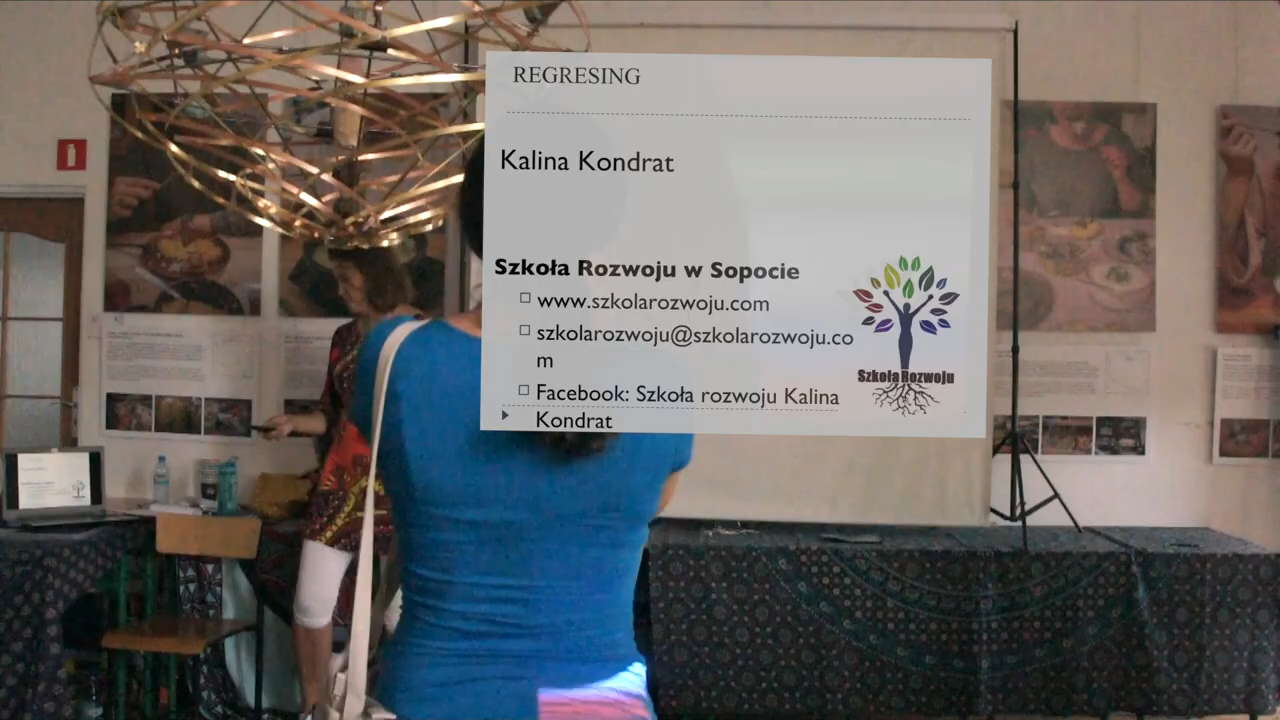 REGRESING
Kalina Kondrat
Szkoła Rozwoju w Sopocie
www.szkolarozwoju.com
szkolarozwoju@szkolarozwoju.co
m
Facebook: Szkoła rozwoju Kalina
Kondrat
Szkoła Rozwoju